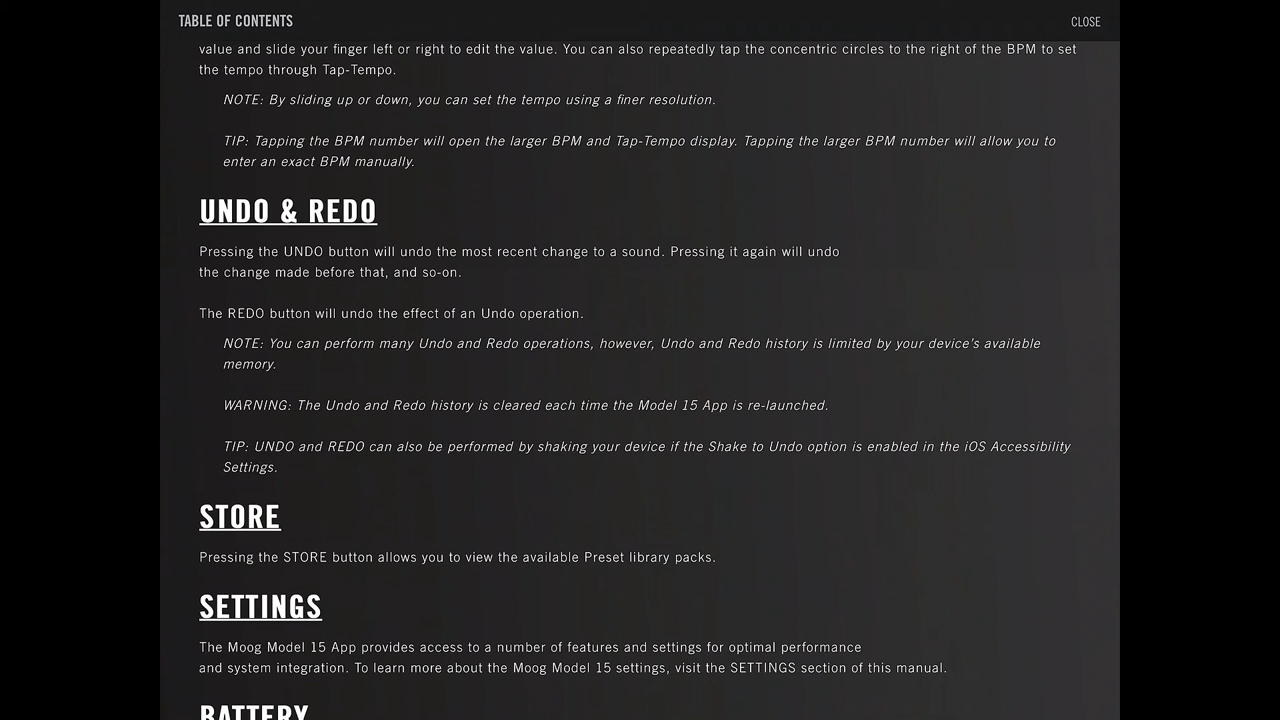 TABLE OF CONTENTS
CLOSE
value and slide your finger left or right to edit the value. You can also repeatedly tap the concentric circles to the right of the BPM to set
the tempo through Tap-Tempo.
NOTE: By sliding up or down, you can set the tempo using a finer resolution.
TIP: Tapping the BPM number will open the larger BPM and Tap-Tempo display. Tapping the larger BPM number will allow you to
enter an exact BPM manually.
UNDO & REDO
Pressing the UNDO button will undo the most recent change to a sound. Pressing it again will undo
the change made before that, and so-on.
The REDO button will undo the effect of an Undo operation.
NOTE: You can perform many Undo and Redo operations, however, Undo and Redo history is limited by your device's available
memory.
WARNING: The Undo and Redo history is cleared each time the Model 15 App is re-launched.
TIP: UNDO and REDO can also be performed by shaking your device if the Shake to Undo option is enabled in the iOS Accessibility
Settings.
STORE
Pressing the STORE button allows you to view the available Preset library packs.
SETTINGS
The Moog Model 15 App provides access to a number of features and settings for optimal performance
and system integration. To learn more about the Moog Model 15 settings, visit the SETTINGS section of this manual.
BATTERY